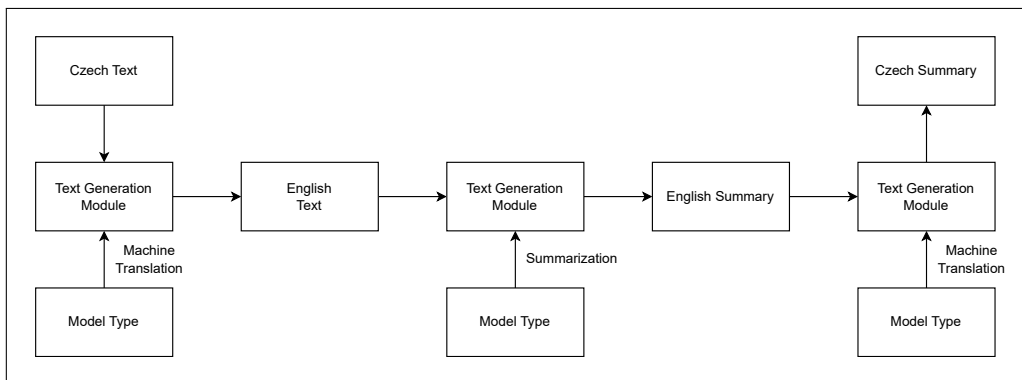 Czech Text
Czech Summary
Text Generation
Module
English
Text
Text Generation
Module
English Summary
Text Generation
Module
Machine
Translation
Summarization
Machine
Translation
Model Type
Model Type
Model Type